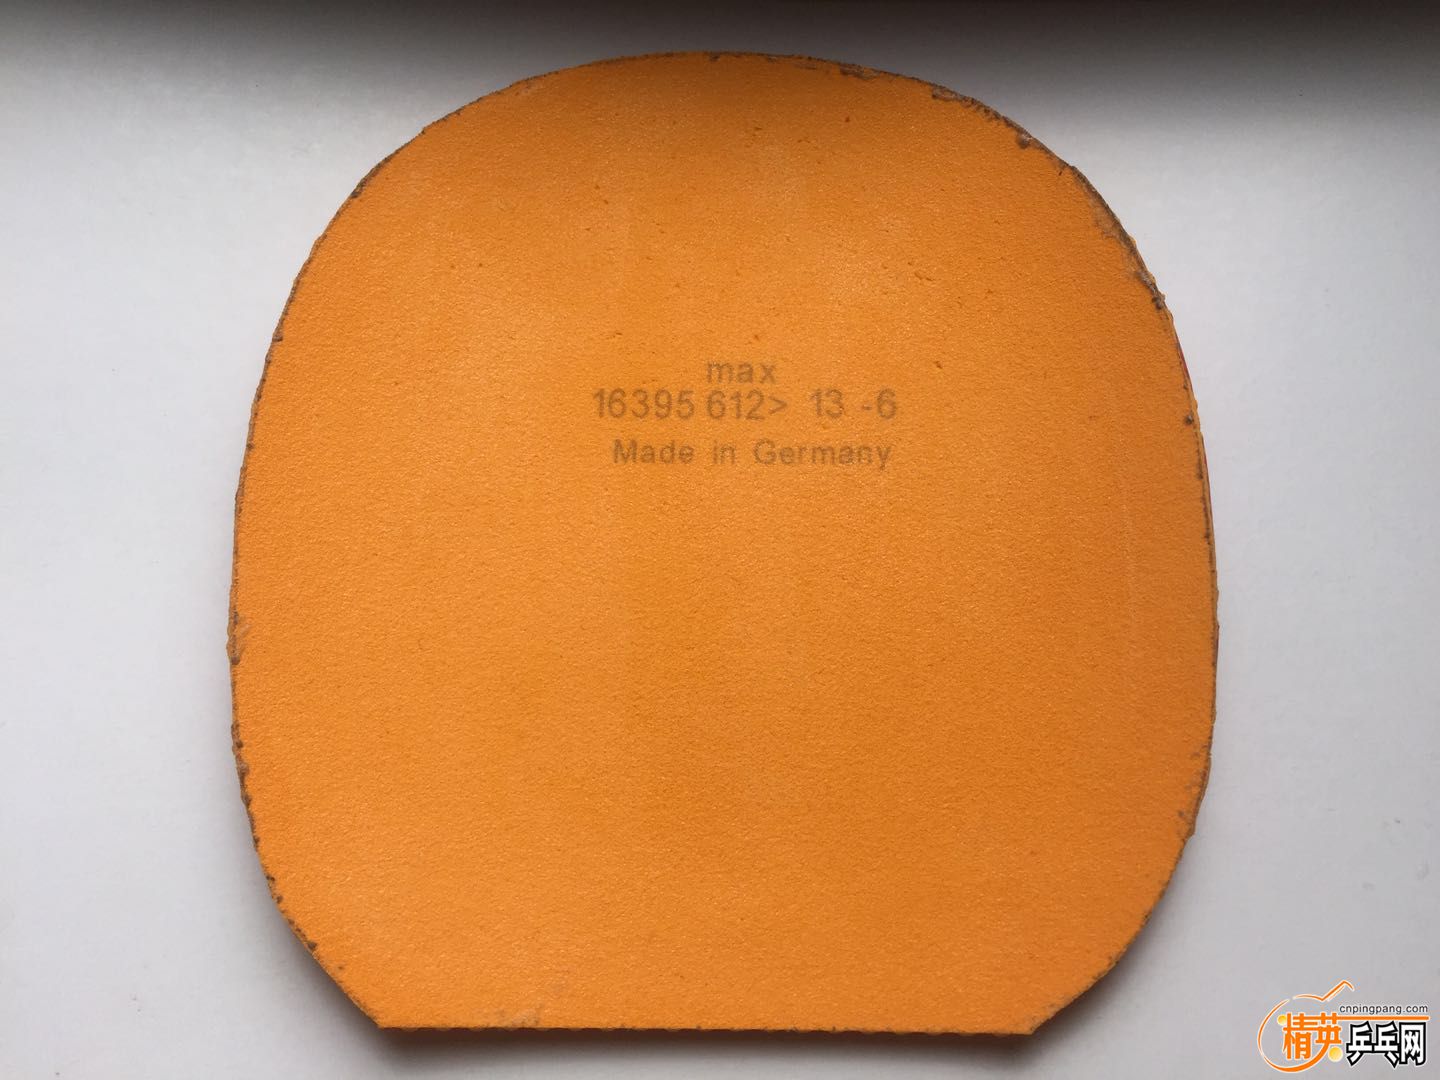 max
16395 612> 13 -6
Made in Germany
cnpingpang.com
精英乒乓网